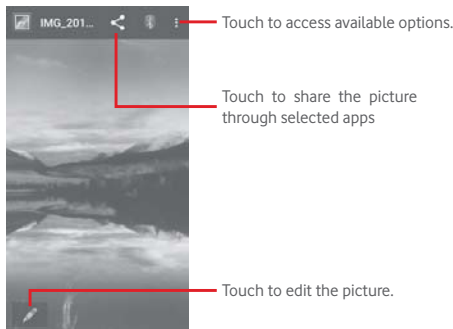 IMG_201...
Touch to access available options.
Touch to share the picture
through selected apps
Touch to edit the picture.